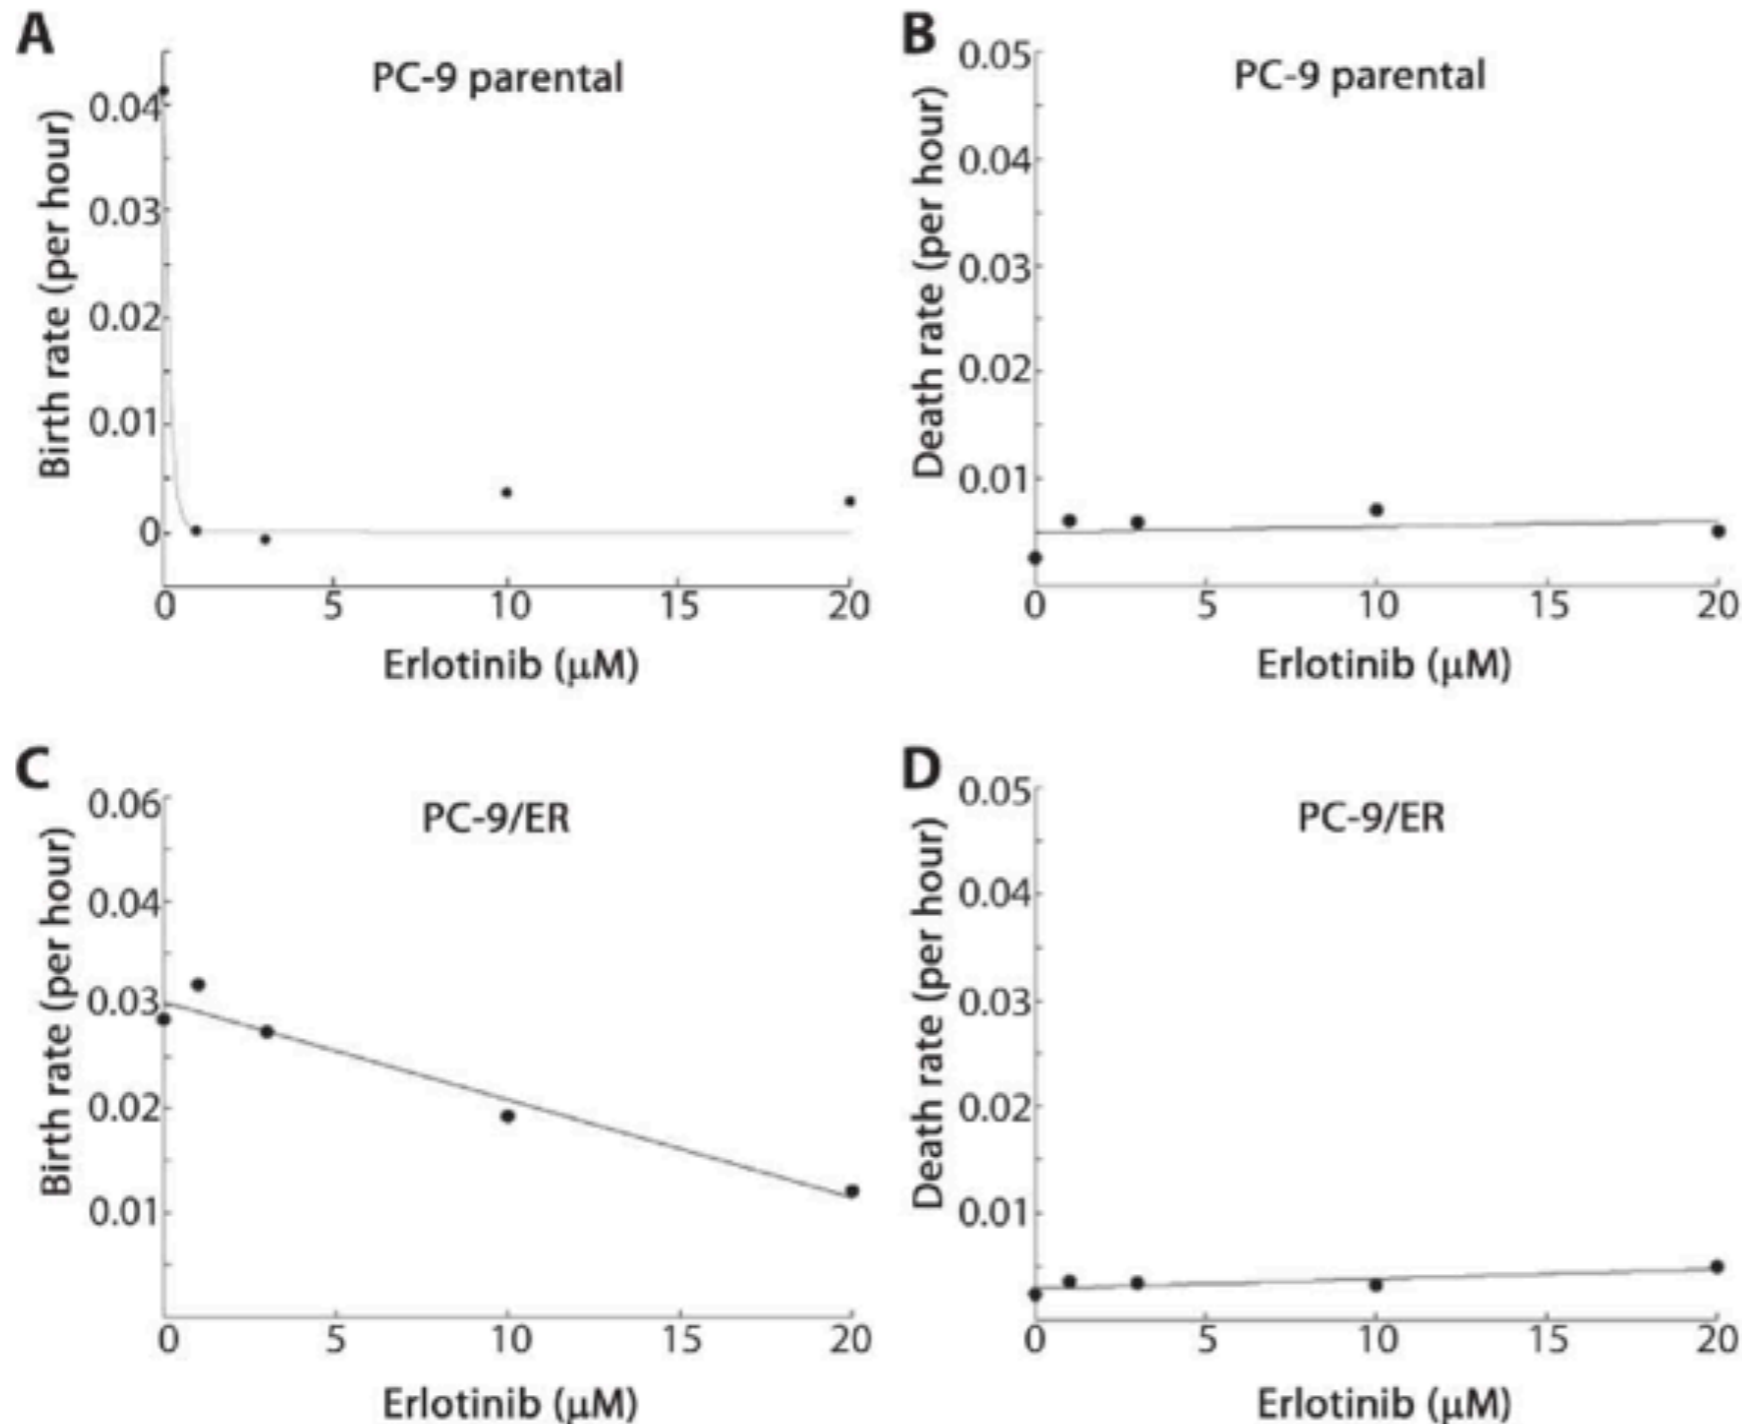 A
PC-9 parental
Birth rate (per hour)
0.04
0.03
0.02
0.01
0
0 5 10 15 20
Erlotinib (μM)
B
PC-9 parental
Death rate (per hour)
0.05
0.04
0.03
0.02
0.01
0 5 10 15 20
Erlotinib (μM)
C
PC-9/ER
Birth rate (per hour)
0.06
0.04
0.03
0.02
0.01
0 5 10 15 20
Erlotinib (μM)
D
PC-9/ER
Death rate (per hour)
0.05
0.04
0.03
0.02
0.01
0 5 10 15 20
Erlotinib (μM)